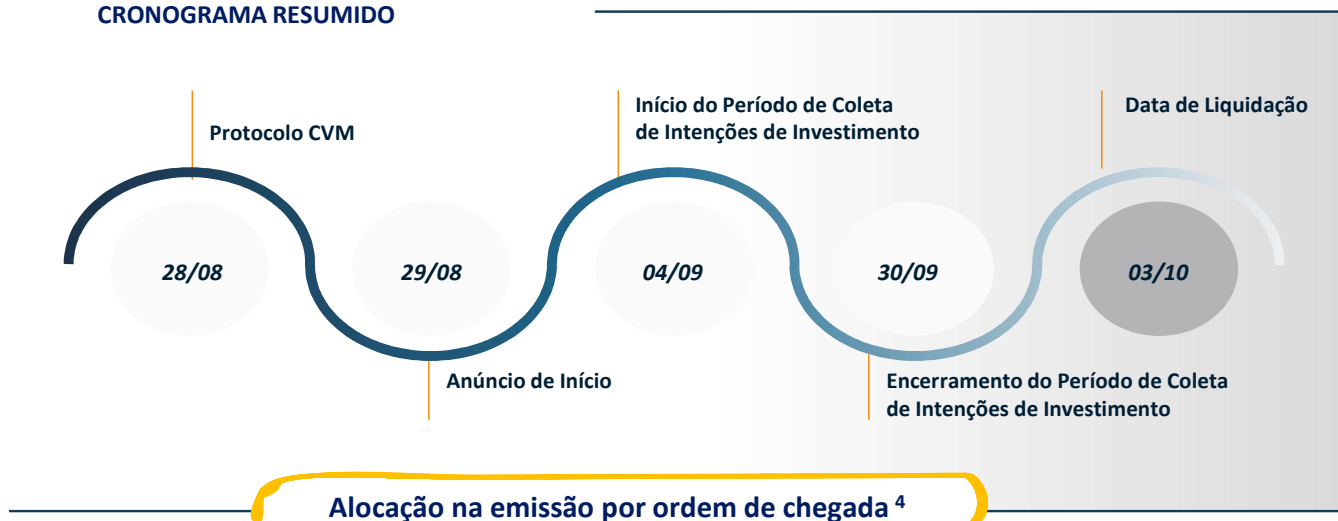 CRONOGRAMA RESUMIDO
Protocolo CVM
Início do Período de Coleta
de Intenções de Investimento
Data de Liquidação
28/08
29/08
04/09
30/09
03/10
Anúncio de Início
Encerramento do Período de Coleta
de Intenções de Investimento
Alocação na emissão por ordem de chegada ⁴